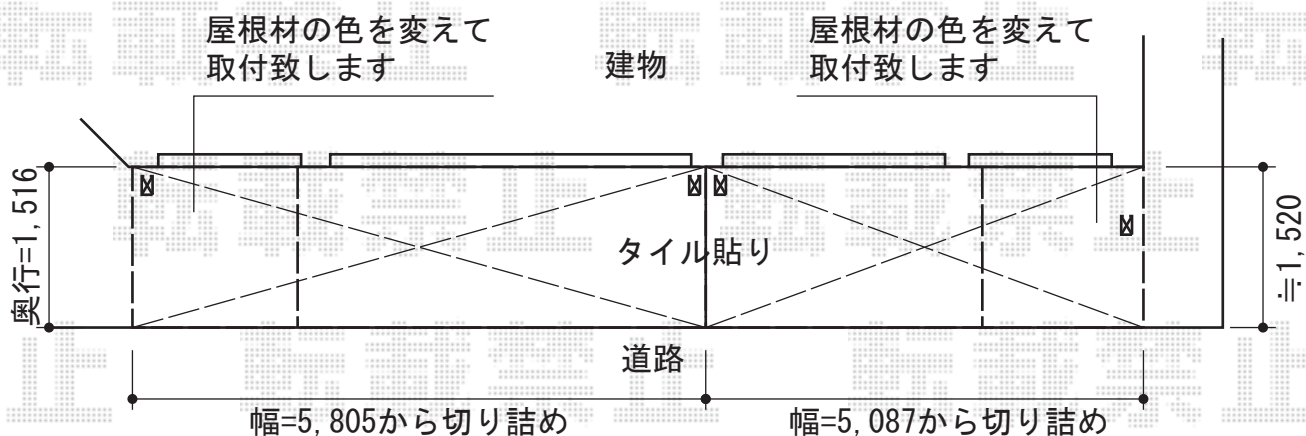 屋根材の色を変えて
取付致します
建物
屋根材の色を変えて
取付致します
奥行=1,516
タイル貼り
≒1,520
道路
幅=5,805から切り詰め
幅=5,087から切り詰め